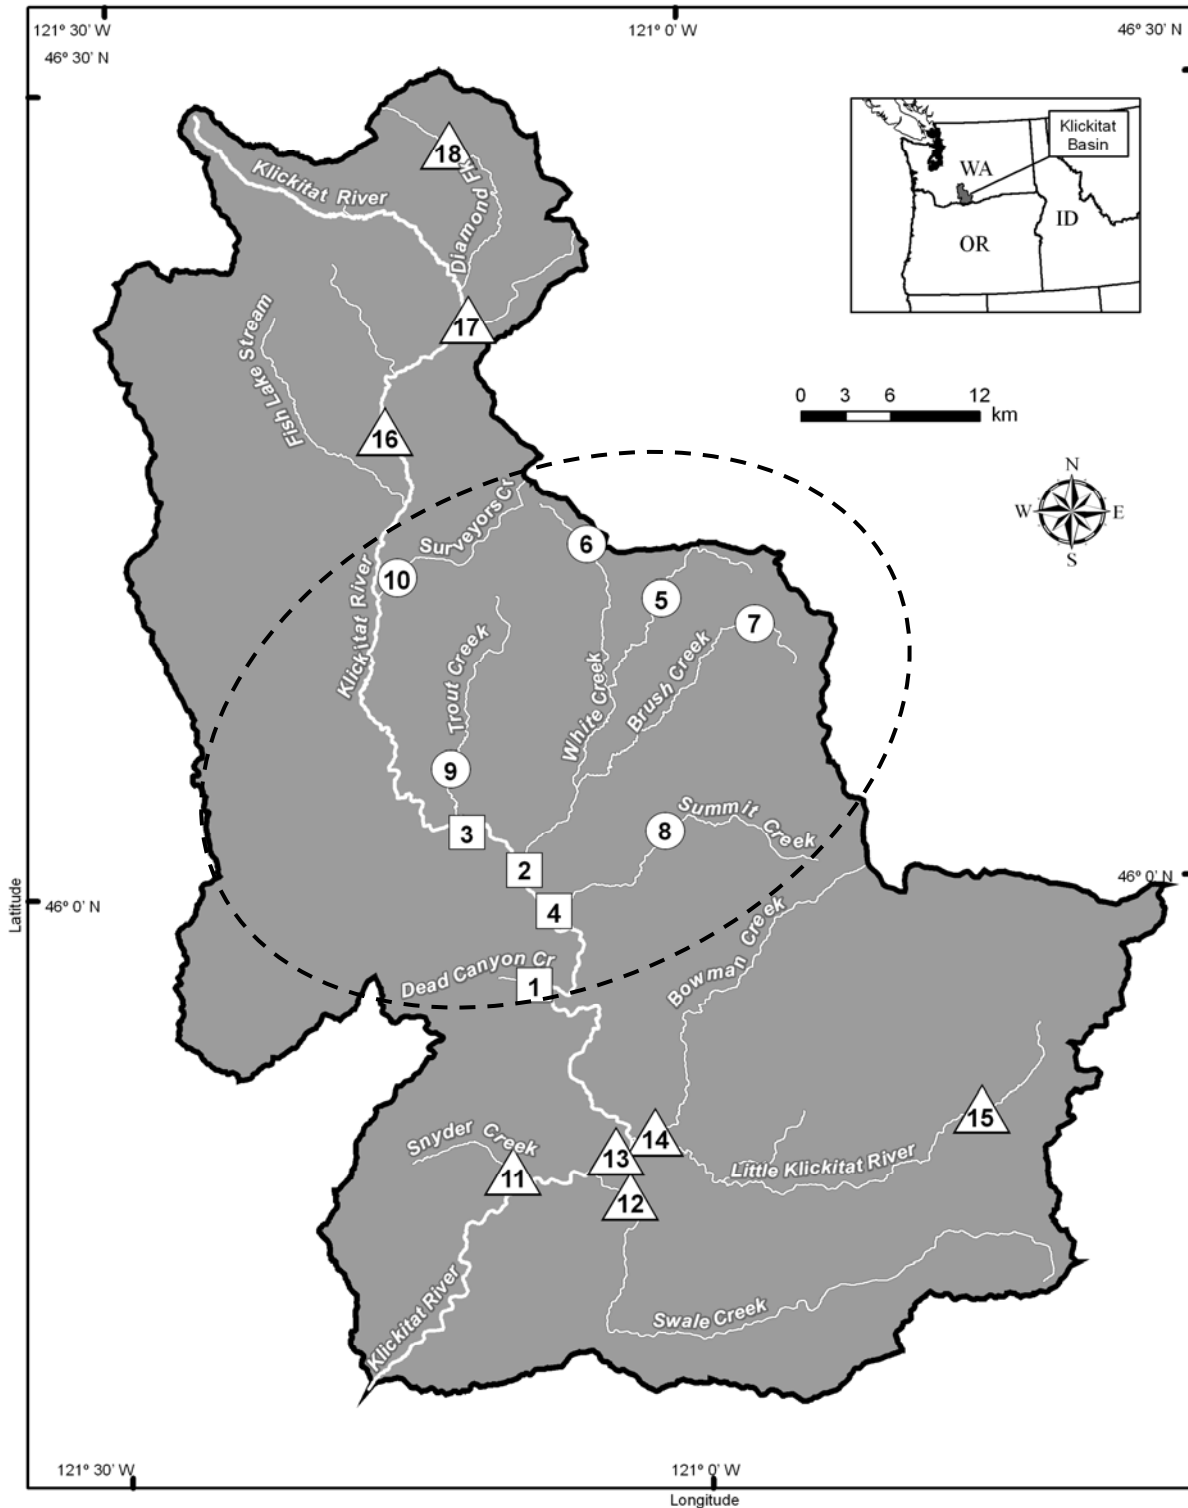 121° 30' W
121° 0' W
46° 30' N
46° 30' N
Klickitat
Basin
WA
OR
ID
18
Klickitat River
Diamond Fk
17
Fish Lake Stream
0 3 6 12
km
16
N
W E
S
Surveyors Cr
6
10
5
7
Klickitat River
Trout Creek
White Creek
Brush Creek
9
Summit Creek
3
8
2
46° 0' N
Latitude
46° 0' N
4
Bowman Creek
Dead Canyon Cr
1
15
14
Snyder Creek
13
Little Klickitat River
11
12
Swale Creek
Klickitat River
121° 30' W
121° 0' W
Longitude